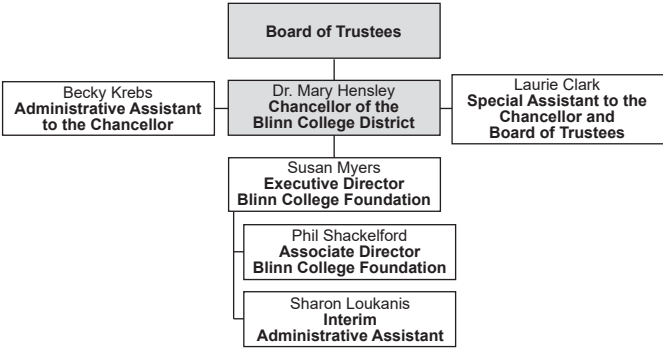 Board of Trustees
Becky Krebs
Administrative Assistant
to the Chancellor
Dr. Mary Hensley
Chancellor of the
Blinn College District
Laurie Clark
Special Assistant to the
Chancellor and
Board of Trustees
Susan Myers
Executive Director
Blinn College Foundation
Phil Shackelford
Associate Director
Blinn College Foundation
Sharon Loukanis
Interim
Administrative Assistant